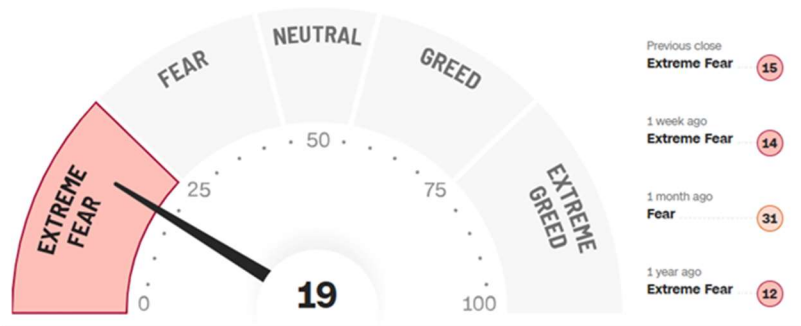 EXTREME
FEAR
FEAR
NEUTRAL
GREED
EXTREME
GREED
0
25
50
75
100
19
Previous close
Extreme Fear
15
1 week ago
Extreme Fear
14
1 month ago
Fear
31
1 year ago
Extreme Fear
12